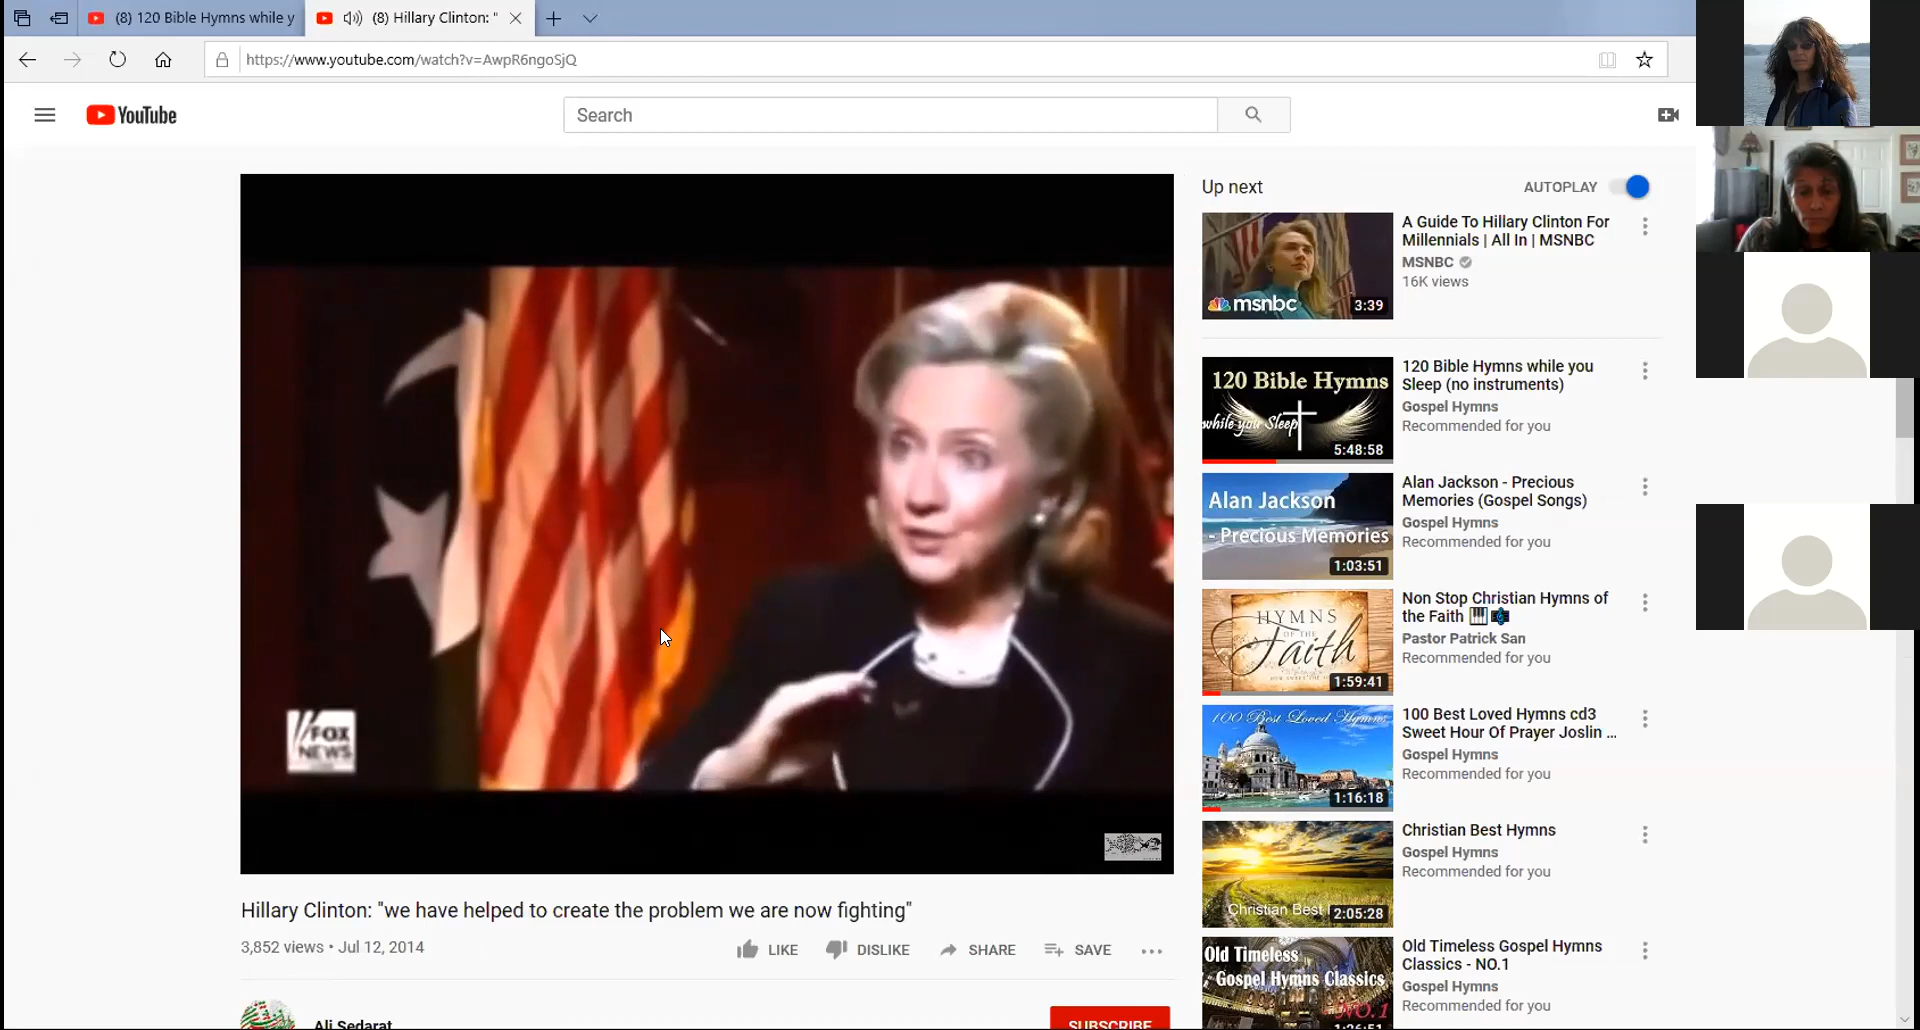 (8) 120 Bible Hymns while y
(8) Hillary Clinton: "
https://www.youtube.com/watch?v=AwpR6ngoSjQ
YouTube
Search
Up next
AUTOPLAY
msnbc
3:39
A Guide To Hillary Clinton For
Millennials | All In | MSNBC
MSNBC
16K views
120 Bible Hymns
while you Sleep
5:48:58
120 Bible Hymns while you
Sleep (no instruments)
Gospel Hymns
Recommended for you
Alan Jackson
- Precious Memories
1:03:51
Alan Jackson - Precious
Memories (Gospel Songs)
Gospel Hymns
Recommended for you
HYMNS
OF THE
Faith
1:59:41
Non Stop Christian Hymns of
the Faith
Pastor Patrick San
Recommended for you
100 Best Loved Hymns
1:16:18
100 Best Loved Hymns cd3
Sweet Hour Of Prayer Joslin ...
Gospel Hymns
Recommended for you
Christian Best
2:05:28
Christian Best Hymns
Gospel Hymns
Recommended for you
Old Timeless
- Gospel Hymns Classics
- NO.1
1:26:51
Old Timeless Gospel Hymns
Classics - NO.1
Gospel Hymns
Recommended for you
FOX
NEWS
Hillary Clinton: "we have helped to create the problem we are now fighting"
3,852 views • Jul 12, 2014
LIKE
DISLIKE
SHARE
SAVE
Ali Sedarat
SUBSCRIBE